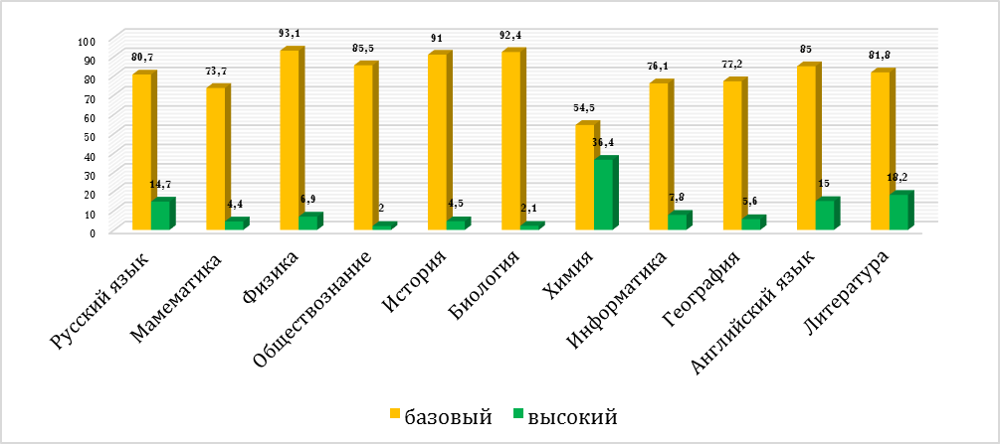 100
90
80
70
60
50
40
30
20
10
0
80,7
14,7
73,7
4,4
93,1
6,9
85,5
2
91
4,5
92,4
2,1
54,5
36,4
76,1
7,8
77,2
5,6
85
15
81,8
18,2
Русский язык
Мамематика
Физика
Обществознание
История
Биология
Химия
Информатика
География
Английский язык
Литература
базовый
высокий